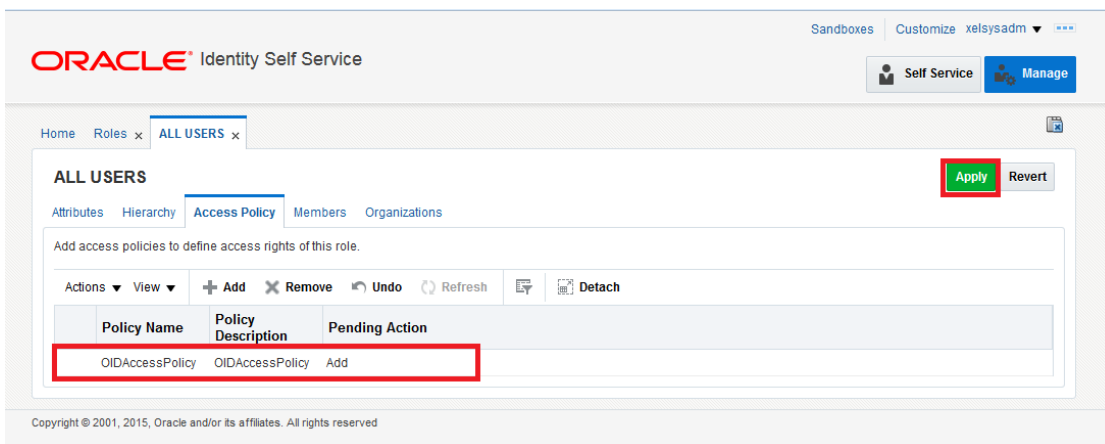 Sandboxes Customize xelsysadm
ORACLE Identity Self Service
Self Service Manage
Home Roles x ALL USERS x
ALL USERS
Apply Revert
Attributes Hierarchy Access Policy Members Organizations
Add access policies to define access rights of this role.
Actions View Add Remove Undo Refresh Detach
Policy Name Policy Description Pending Action
OIDAccessPolicy OIDAccessPolicy Add
Copyright © 2001, 2015, Oracle and/or its affiliates. All rights reserved